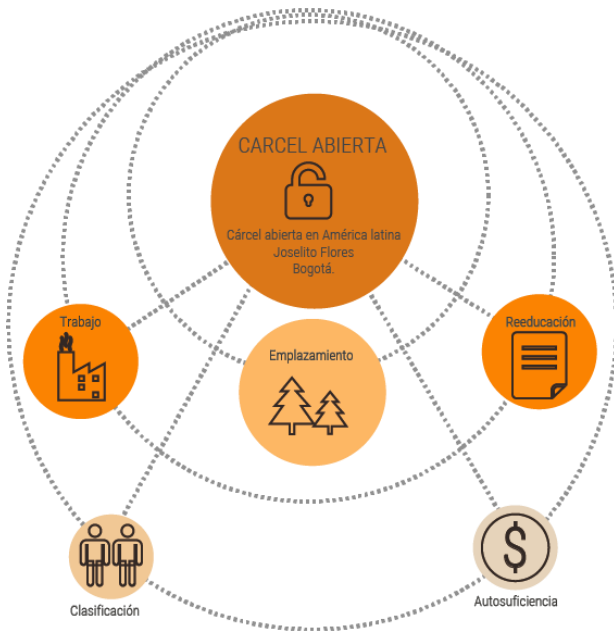 CARCEL ABIERTA
Cárcel abierta en América latina
Joselito Flores
Bogotá.
Trabajo
Emplazamiento
Reeducación
$
Clasificación
Autosuficiencia